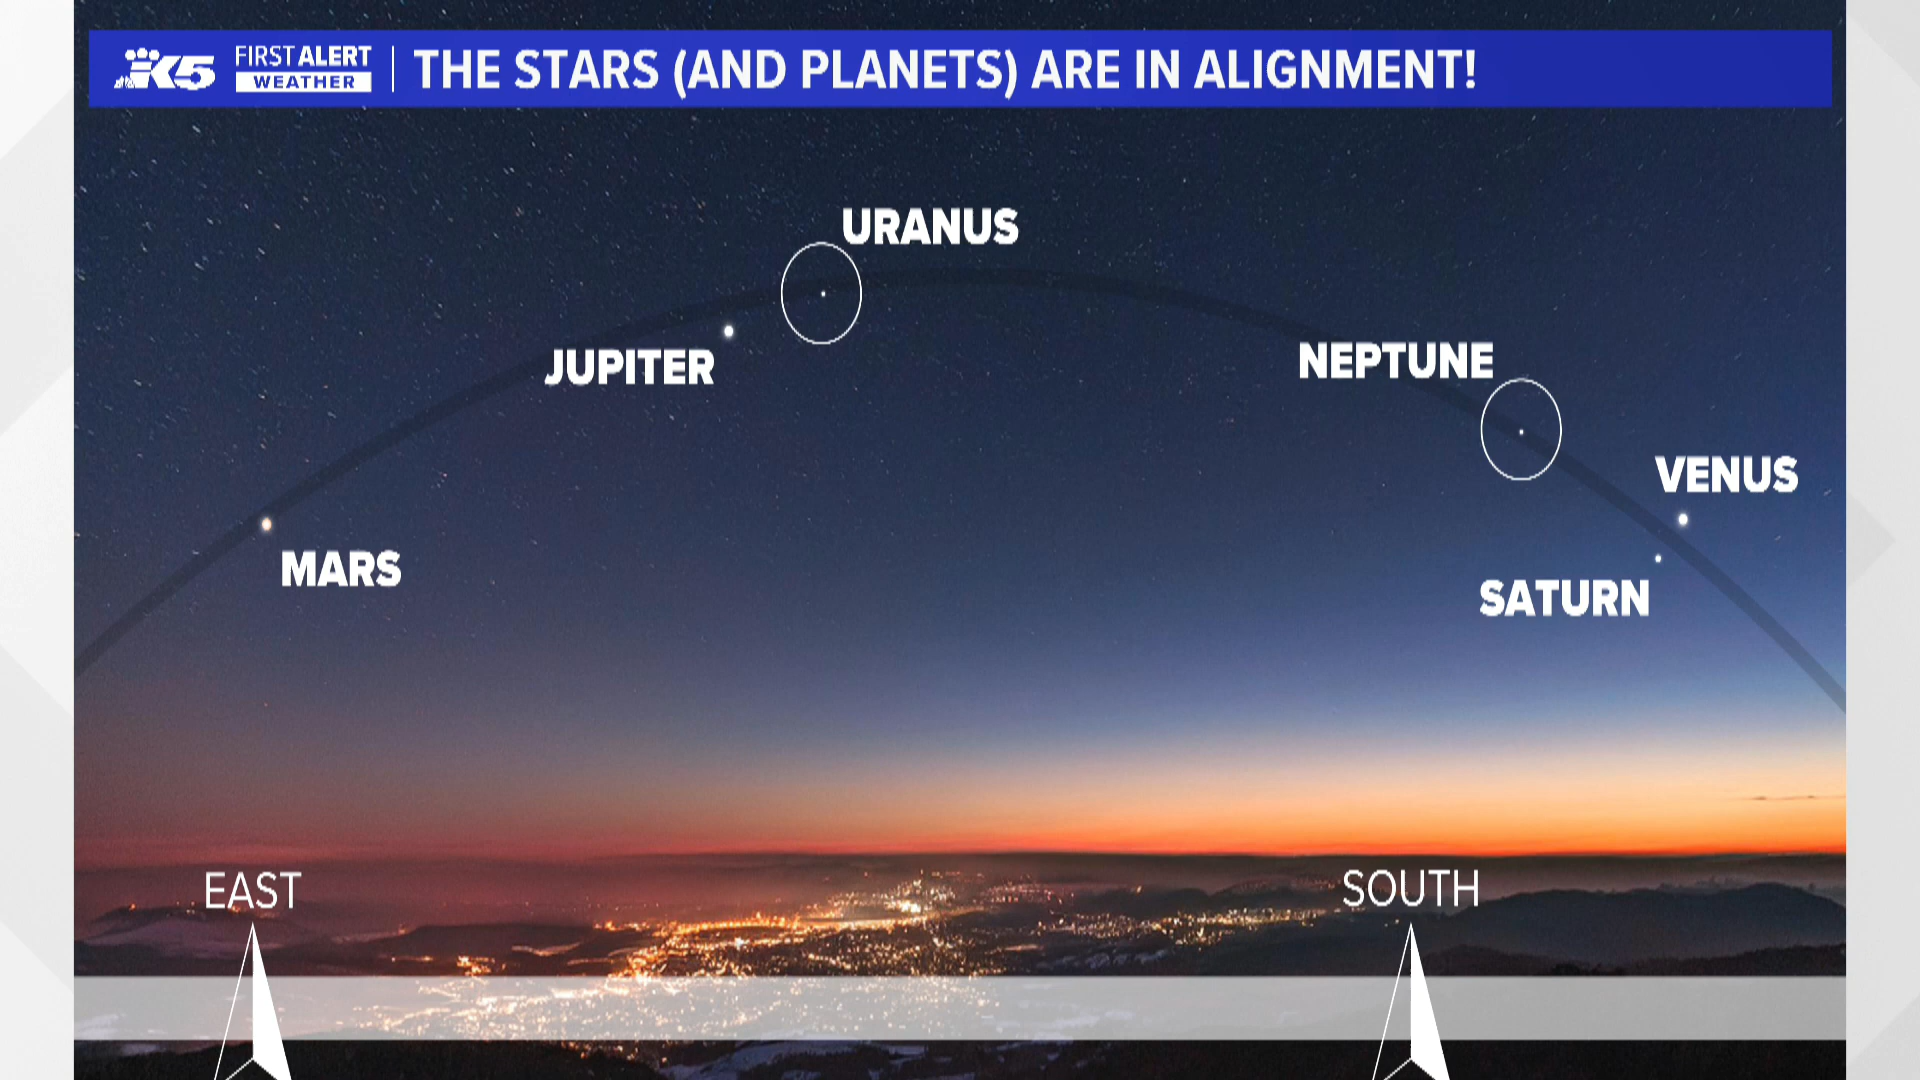 K5 FIRST ALERT WEATHER THE STARS (AND PLANETS) ARE IN ALIGNMENT!
URANUS
JUPITER
NEPTUNE
VENUS
MARS
SATURN
EAST
SOUTH